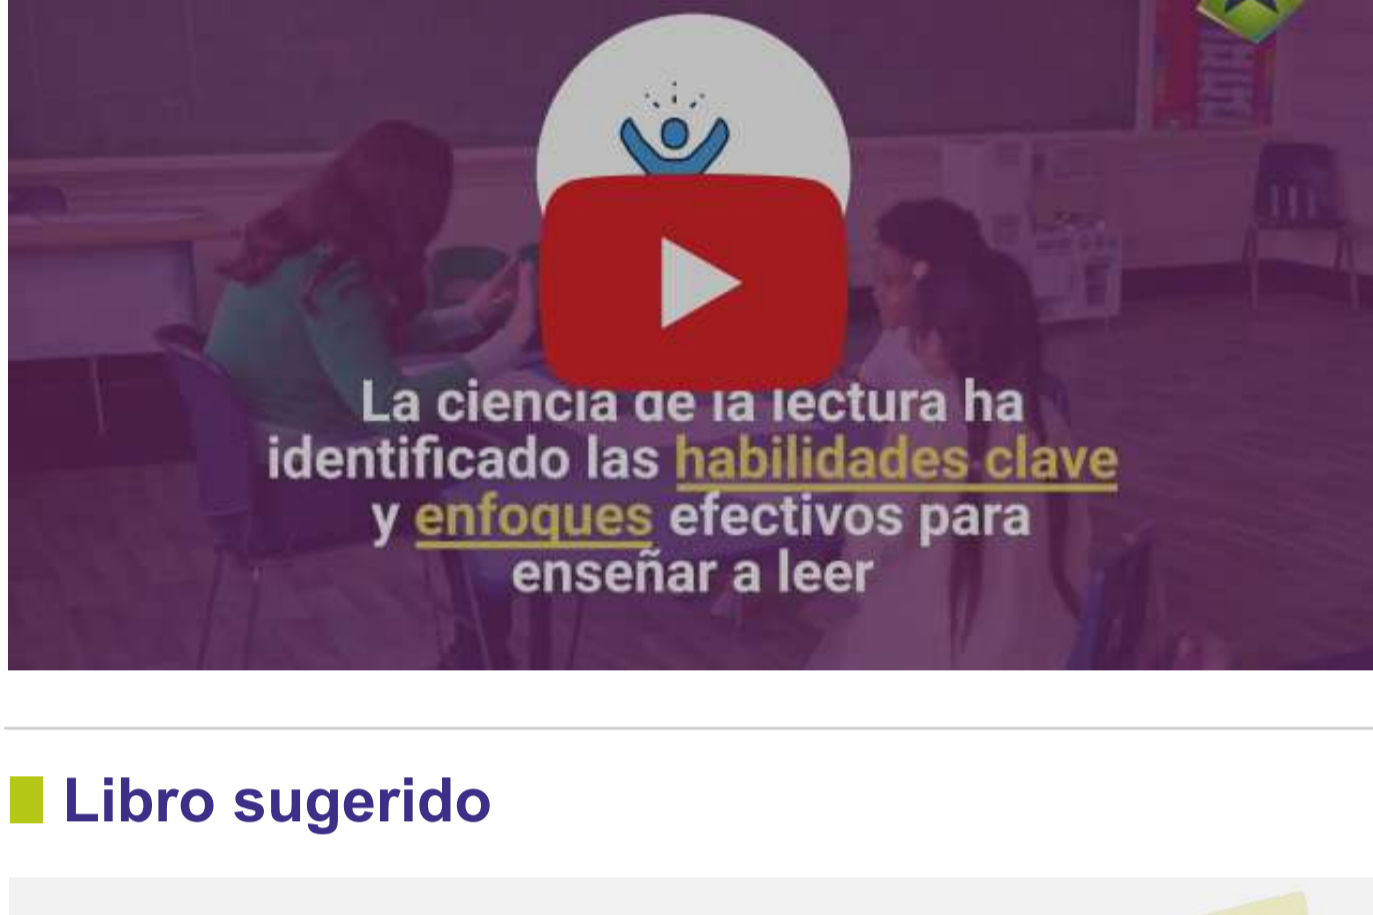 La ciencia de la lectura ha
identificado las habilidades clave
y enfoques efectivos para
enseñar a leer
Libro sugerido